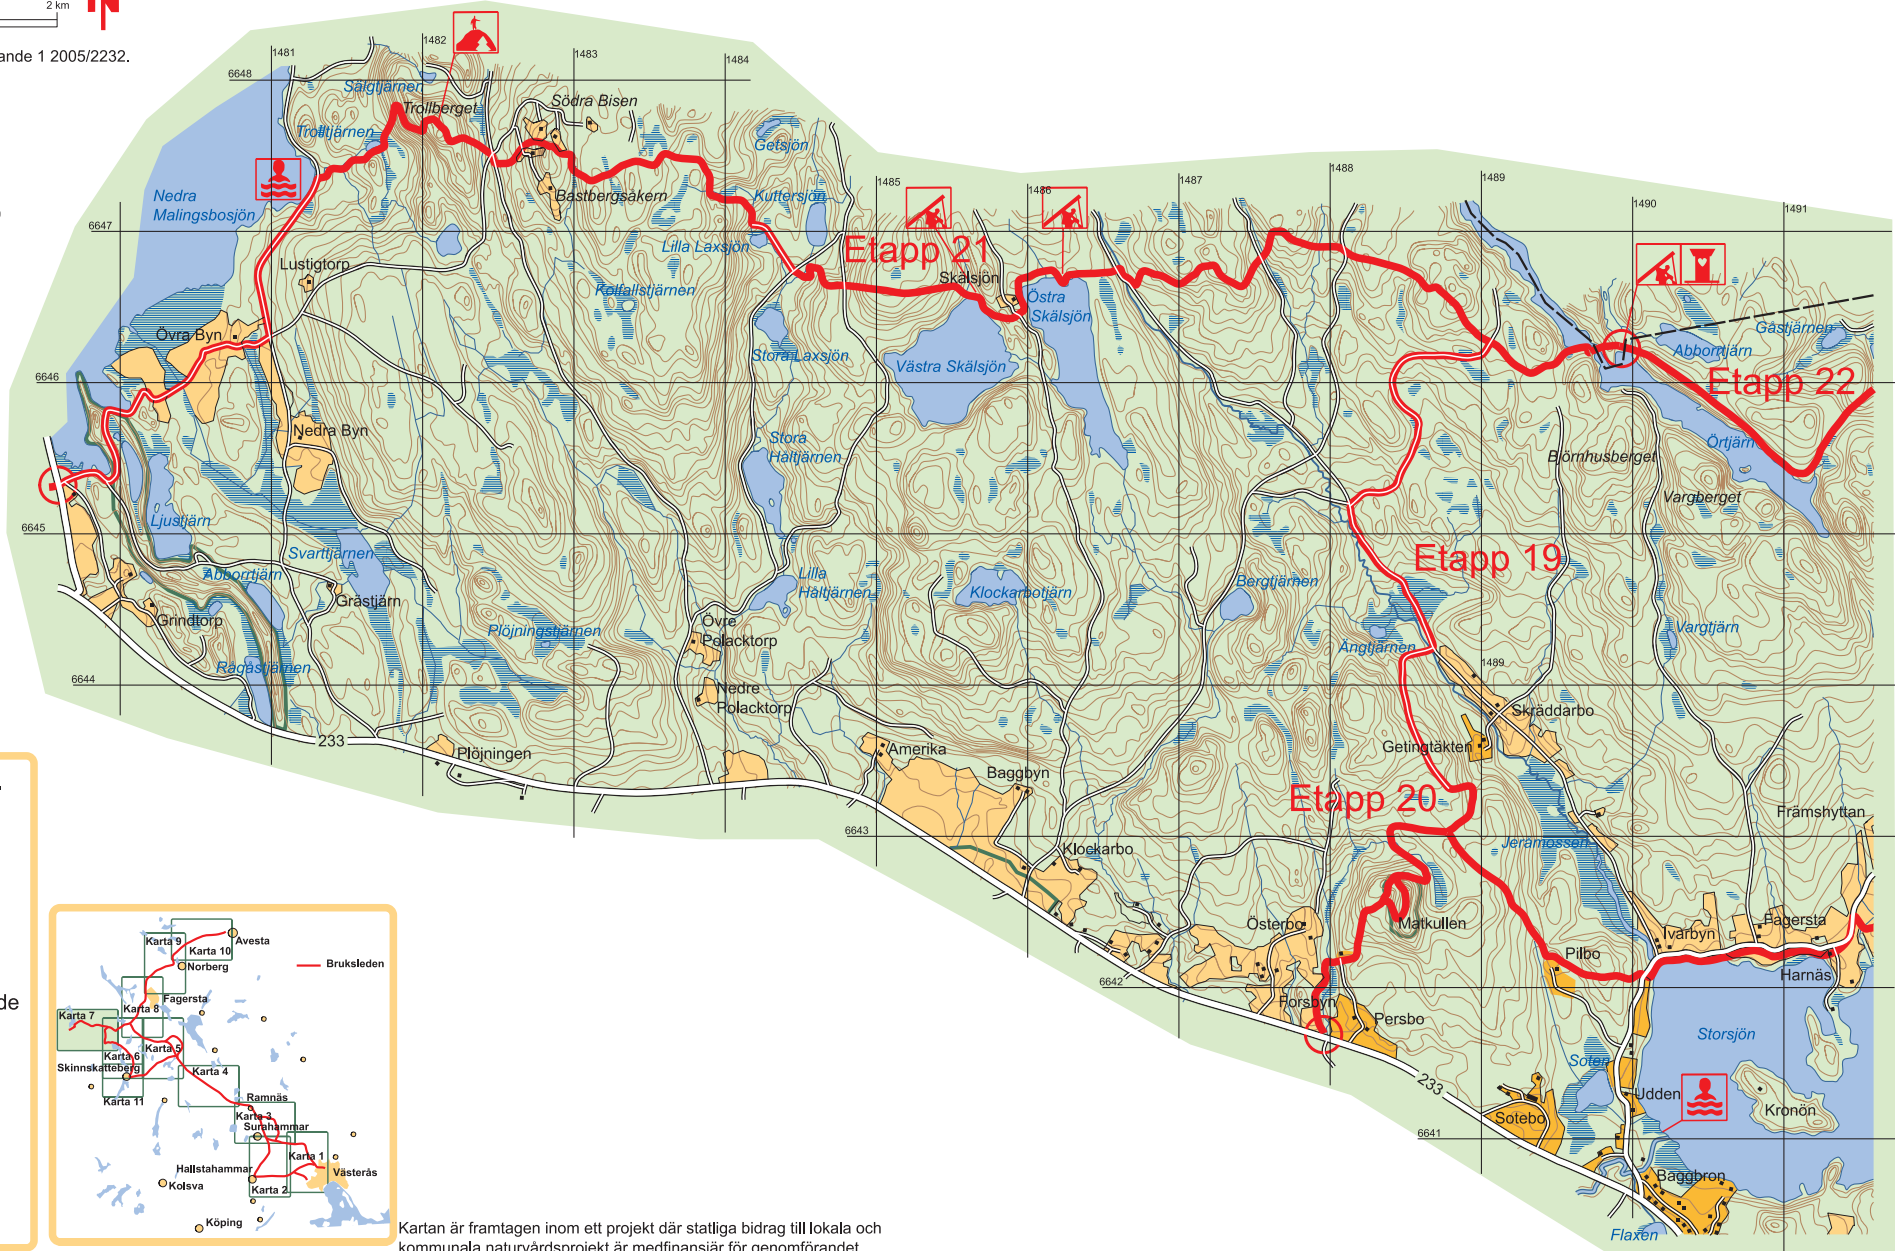 2 km
ande 1 2005/2232.
1481
1482
1483
1484
6648
Sälgtjärnen
Trollberget
Södra Bisen
Trolltjärnen
Getsjön
Nedra
Malingsbosjön
Bastbergsåkern
Kuttersjön
1485
1486
1487
1488
1489
1490
1491
6647
Lilla Laxsjön
Etapp 21
Lustigtorp
Kolfallstjärnen
Skälsjön
Östra
Skälsjön
Övra Byn
Stora Laxsjön
Västra Skälsjön
Gåstjärnen
Abborrtjärn
6646
Etapp 22
Nedra Byn
Stora
Håltjärnen
Örtjärn
Björnhusberget
Vargberget
Ljustjärn
6645
Svarttjärnen
Etapp 19
Abborrtjärn
Lilla
Håltjärnen
Klockarbotjärn
Bergtjärnen
Grästjärn
Grindtorp
Plöjningstjärnen
Övre
Polacktorp
Vargtjärn
Ängtjärnen
Rågåstjärnen
1489
6644
Nedre
Polacktorp
Skräddarbo
233
Plöjningen
Amerika
Getingtäkten
Baggbyn
Etapp 20
Främshyttan
6643
Klockarbo
Jeramossen
Matkullen
Österbo
Fagersta
Ivarbyn
Pilbo
Harnäs
6642
Forsbyn
Persbo
Storsjön
Soten
233
Udden
Kronön
Sotebo
6641
Baggbron
Flaxen
de
Karta 9
Karta 10
Avesta
Norberg
Bruksleden
Fagersta
Karta 8
Karta 7
Karta 5
Karta 6
Skinnskatteberg
Karta 4
Karta 11
Ramnäs
Karta 3
Surahammar
Karta 1
Hallstahammar
Västerås
Karta 2
Kolsva
Köping
Kartan är framtagen inom ett projekt där statliga bidrag till lokala och
kommunala naturvårdsprojekt är medfinansiär för genomförandet